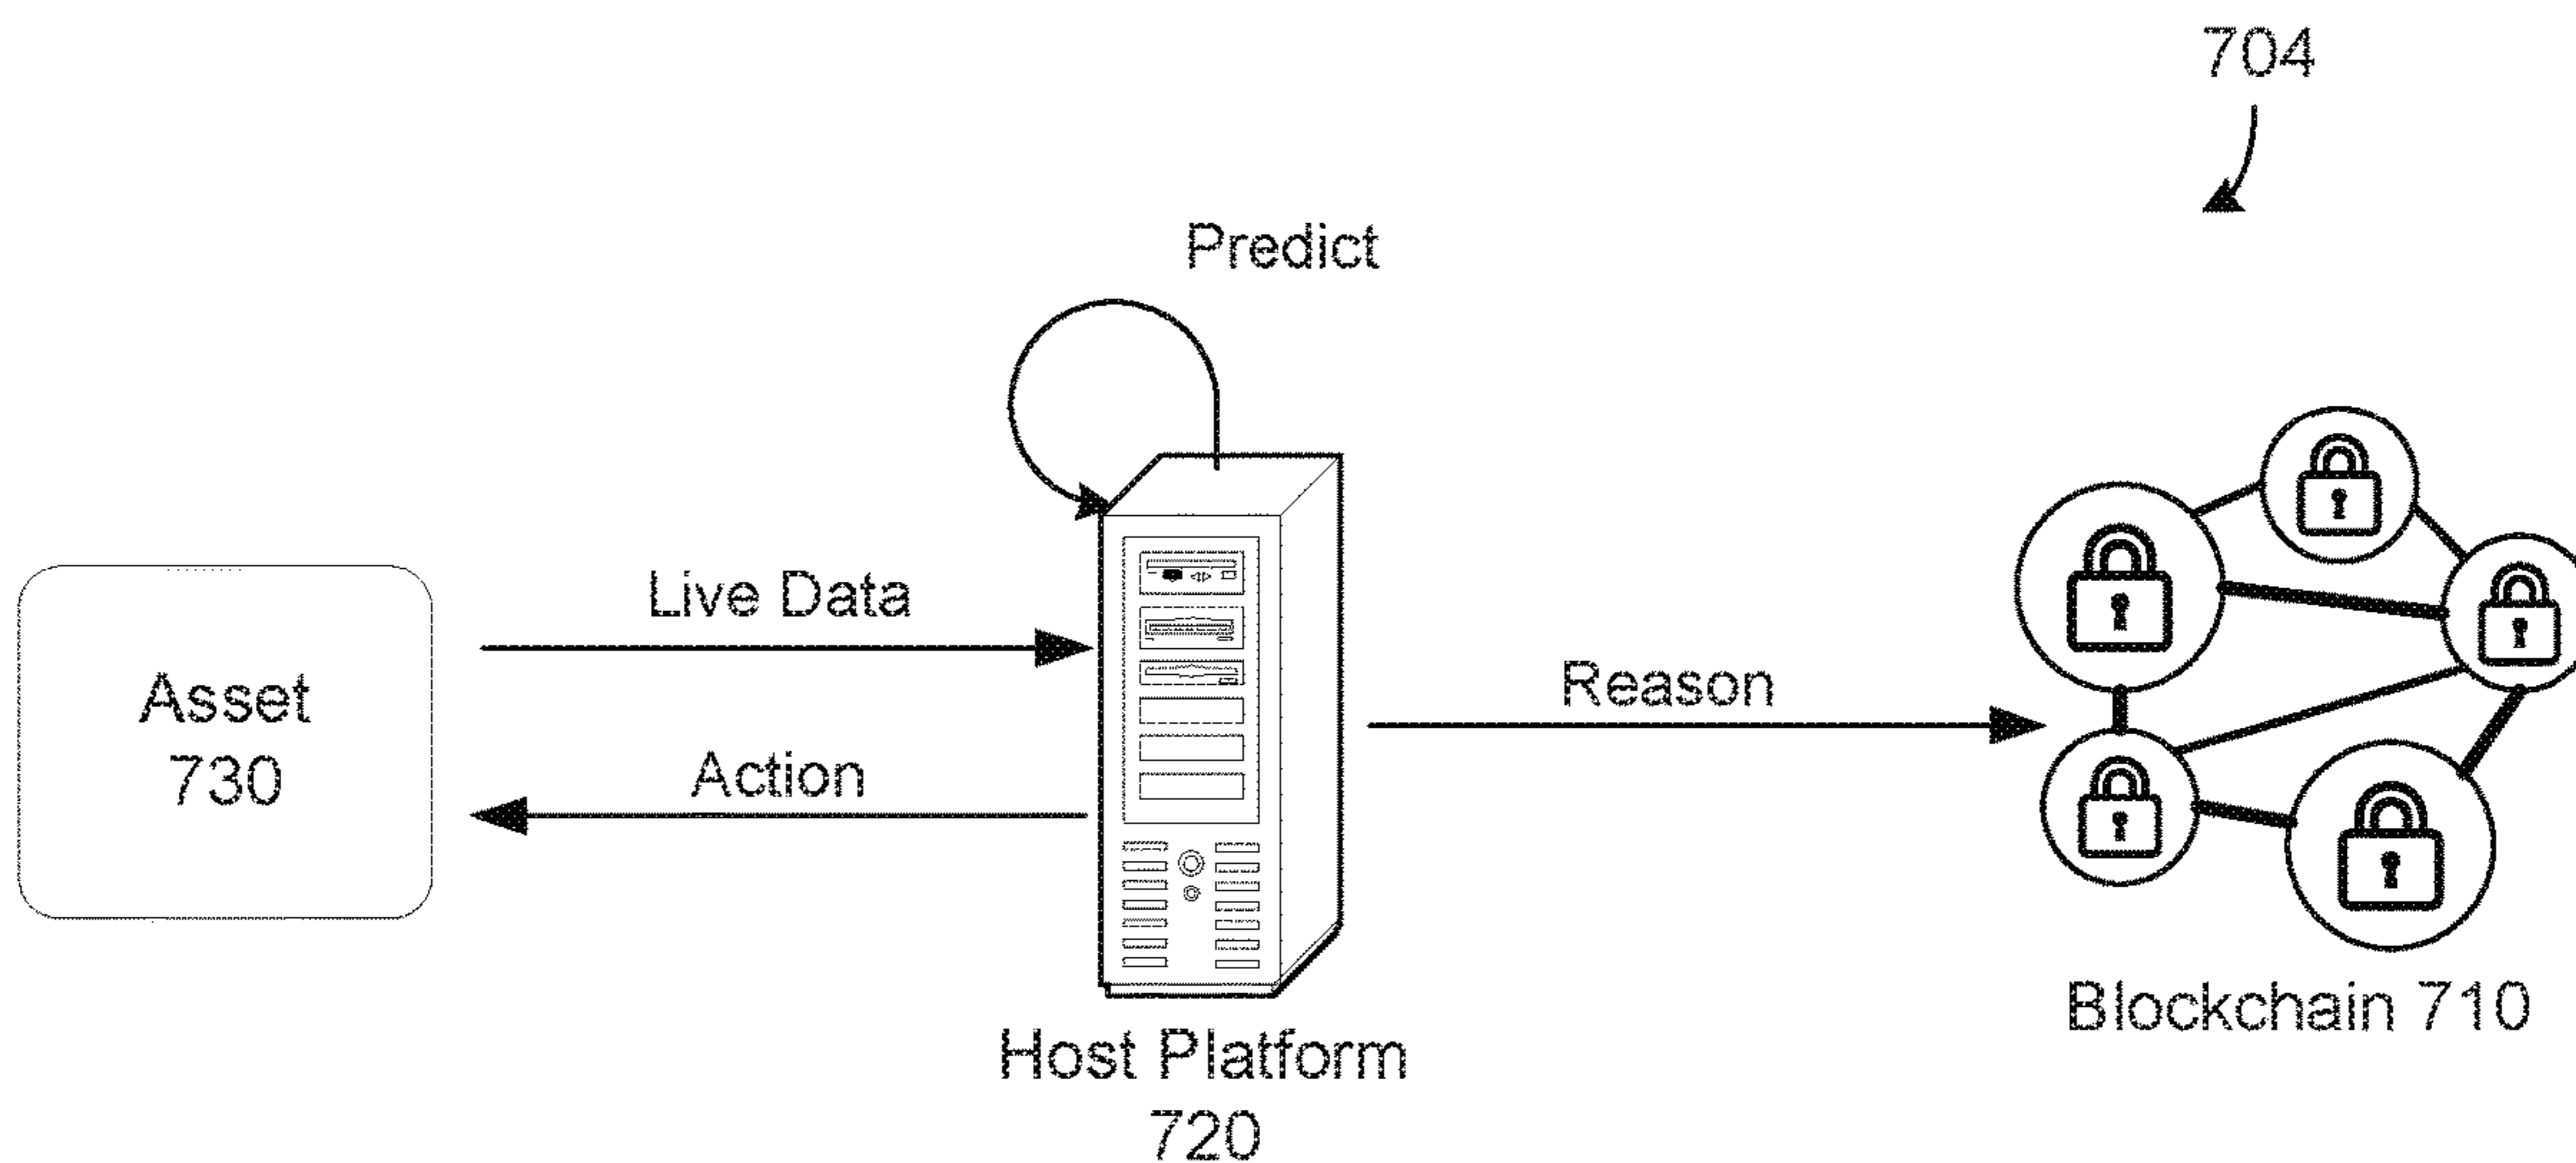 704
Predict
Live Data
Asset
730
Action
Reason
Blockchain 710
Host Platform
720